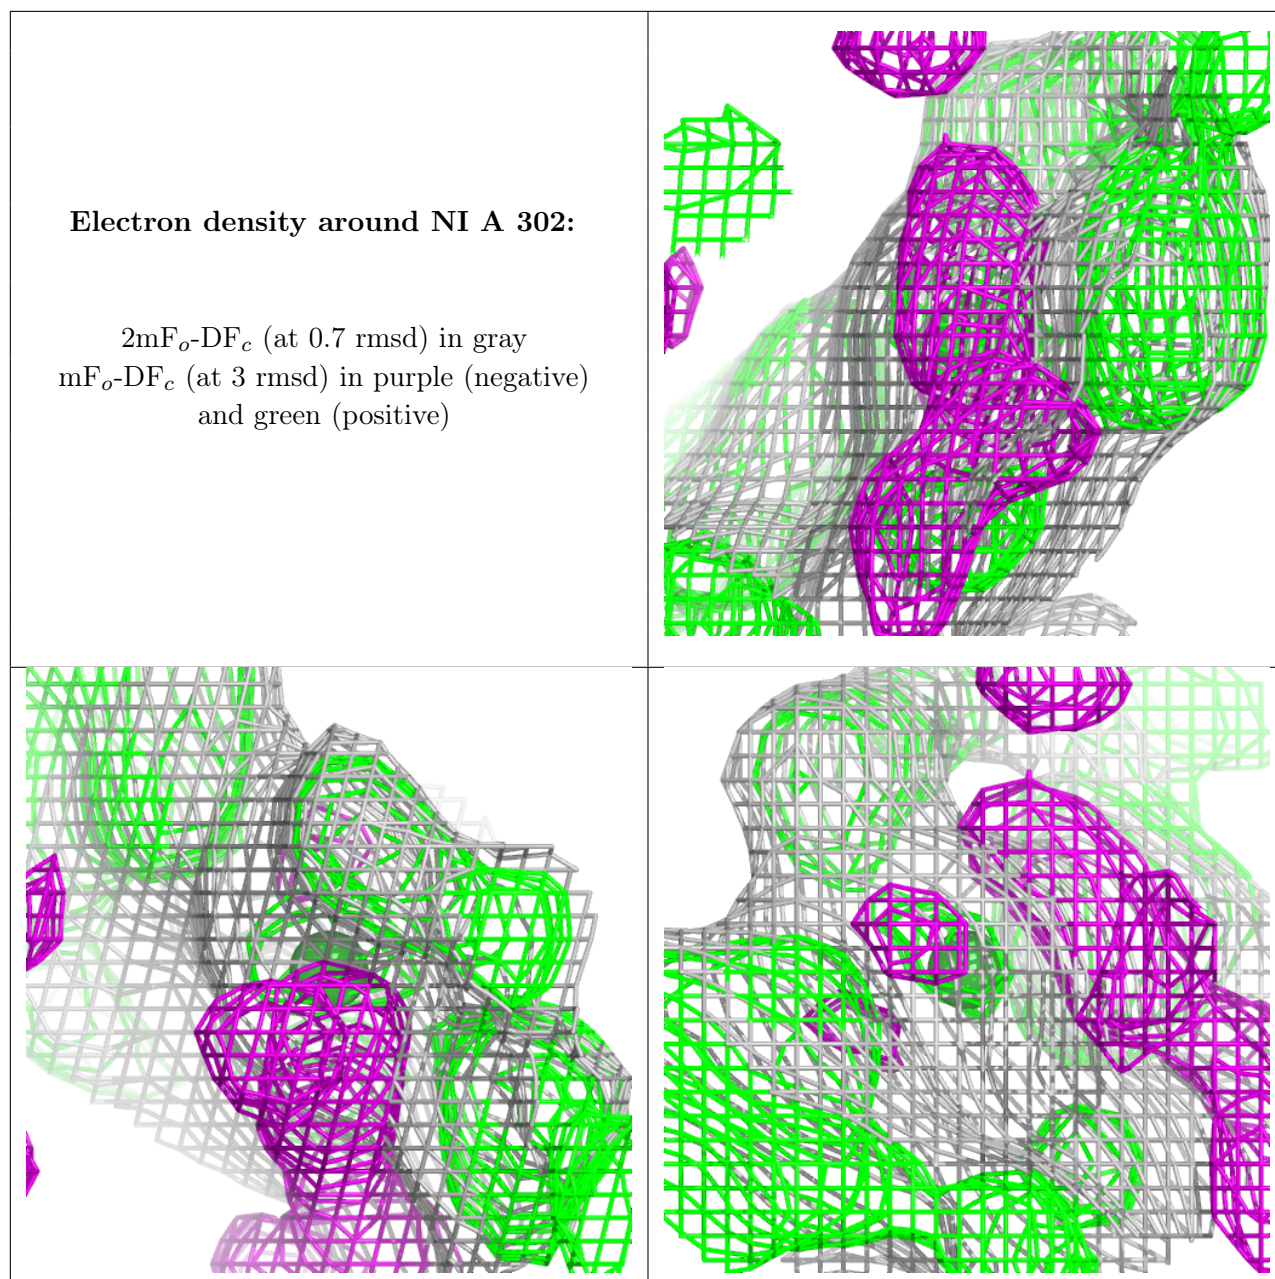 Electron density around NI A 302:
2mFo-DFc (at 0.7 rmsd) in gray
mFo-DFc (at 3 rmsd) in purple (negative)
and green (positive)